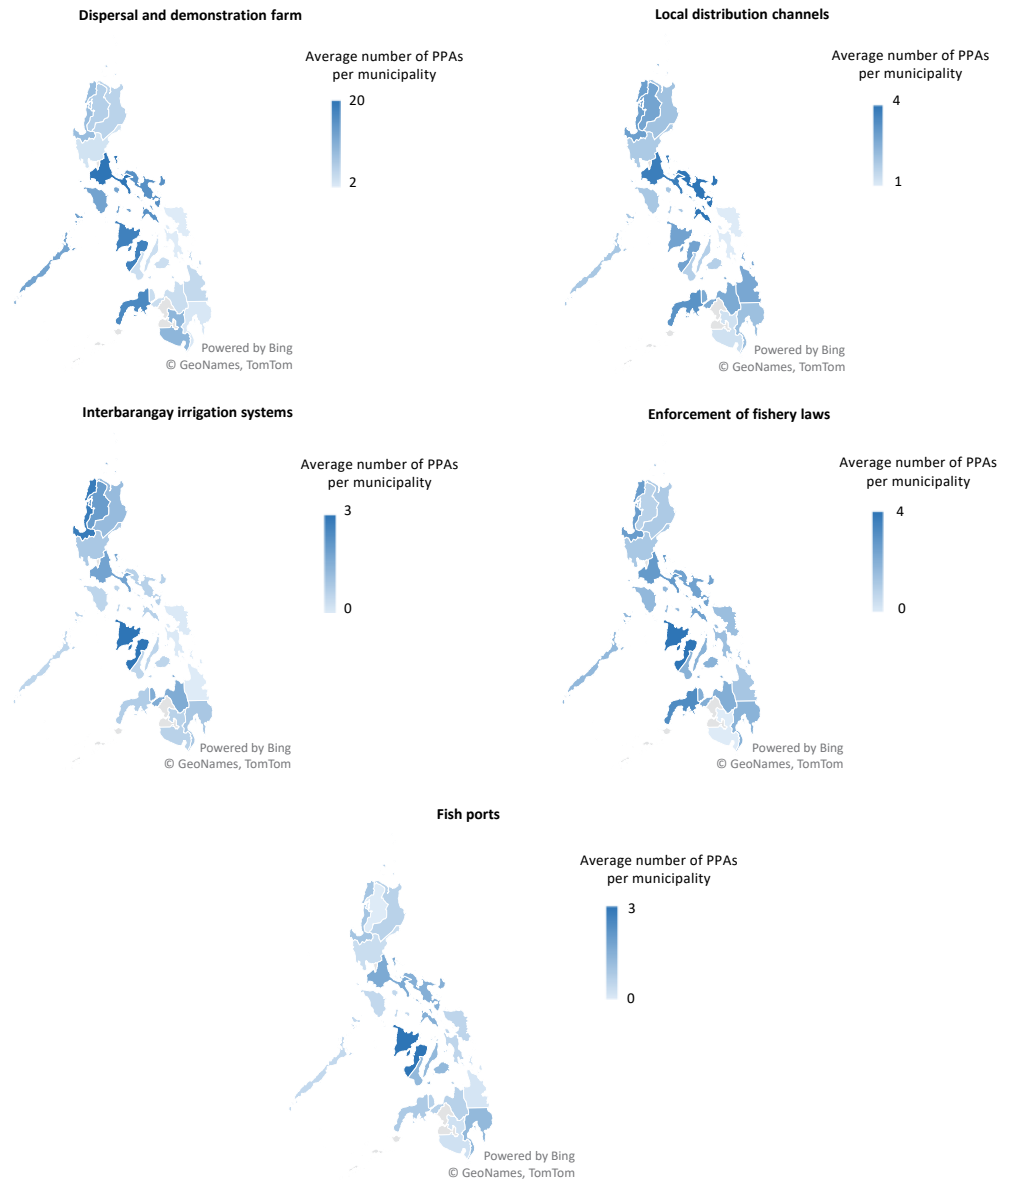 Dispersal and demonstration farm
Average number of PPAs
per municipality
20
2
Powered by Bing
© GeoNames, TomTom
Local distribution channels
Average number of PPAs
per municipality
4
1
Powered by Bing
© GeoNames, TomTom
Interbarangay irrigation systems
Average number of PPAs
per municipality
3
0
Powered by Bing
© GeoNames, TomTom
Enforcement of fishery laws
Average number of PPAs
per municipality
4
0
Powered by Bing
© GeoNames, TomTom
Fish ports
Average number of PPAs
per municipality
3
0
Powered by Bing
© GeoNames, TomTom